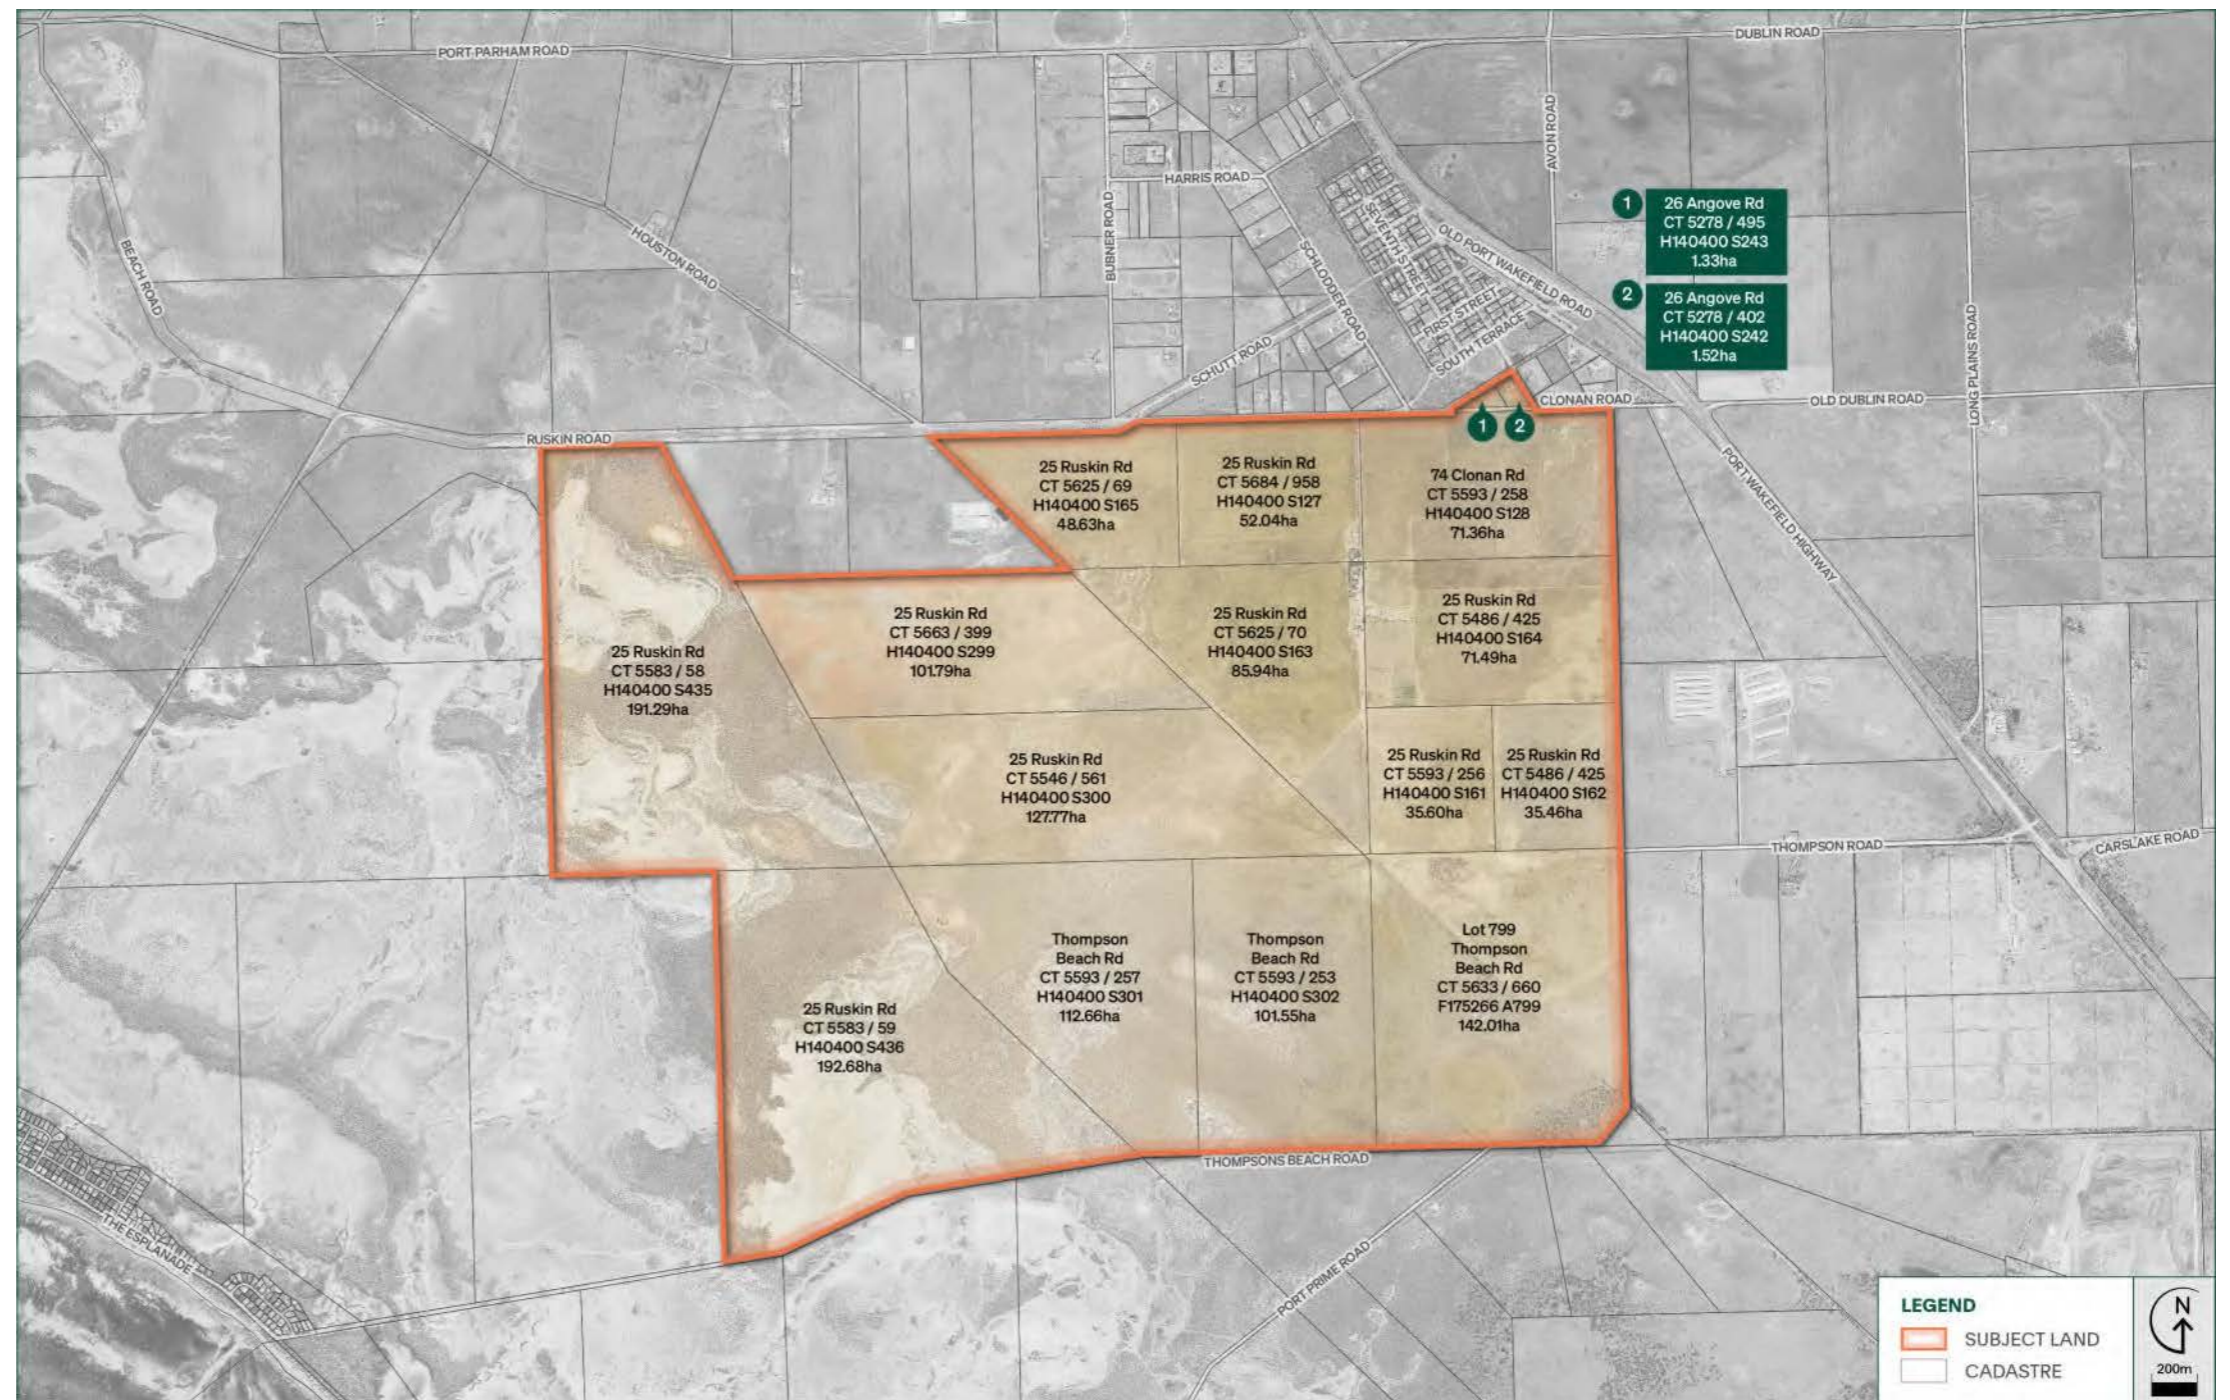 PORT PARHAM ROAD
DUBLIN ROAD
AVON ROAD
HARRIS ROAD
BUBNER ROAD
SEVENTH STREET
OLD PORT WAKEFIELD ROAD
1
26 Angove Rd
CT 5278 / 495
H140400 S243
1.33ha
2
26 Angove Rd
CT 5278 / 402
H140400 S242
1.52ha
BEACH ROAD
HOUSTON ROAD
SCHLODDER ROAD
FIRST STREET
SOUTH TERRACE
SCHUTT ROAD
LONG PLAINS ROAD
CLONAN ROAD
OLD DUBLIN ROAD
RUSKIN ROAD
1
2
PORT WAKEFIELD HIGHWAY
25 Ruskin Rd
CT 5625 / 69
H140400 S165
48.63ha
25 Ruskin Rd
CT 5684 / 958
H140400 S127
52.04ha
74 Clonan Rd
CT 5593 / 258
H140400 S128
71.36ha
25 Ruskin Rd
CT 5583 / 58
H140400 S435
191.29ha
25 Ruskin Rd
CT 5663 / 399
H140400 S299
101.79ha
25 Ruskin Rd
CT 5625 / 70
H140400 S163
85.94ha
25 Ruskin Rd
CT 5486 / 425
H140400 S164
71.49ha
25 Ruskin Rd
CT 5546 / 561
H140400 S300
127.77ha
25 Ruskin Rd
CT 5593 / 256
H140400 S161
35.60ha
25 Ruskin Rd
CT 5486 / 425
H140400 S162
35.46ha
THOMPSON ROAD
CARSLAKE ROAD
25 Ruskin Rd
CT 5583 / 59
H140400 S436
192.68ha
Thompson
Beach Rd
CT 5593 / 257
H140400 S301
112.66ha
Thompson
Beach Rd
CT 5593 / 253
H140400 S302
101.55ha
Lot 799
Thompson
Beach Rd
CT 5633 / 660
F175266 A799
142.01ha
THOMPSONS BEACH ROAD
THE ESPLANADE
PORT PRIME ROAD
LEGEND
SUBJECT LAND
CADASTRE
N
200m